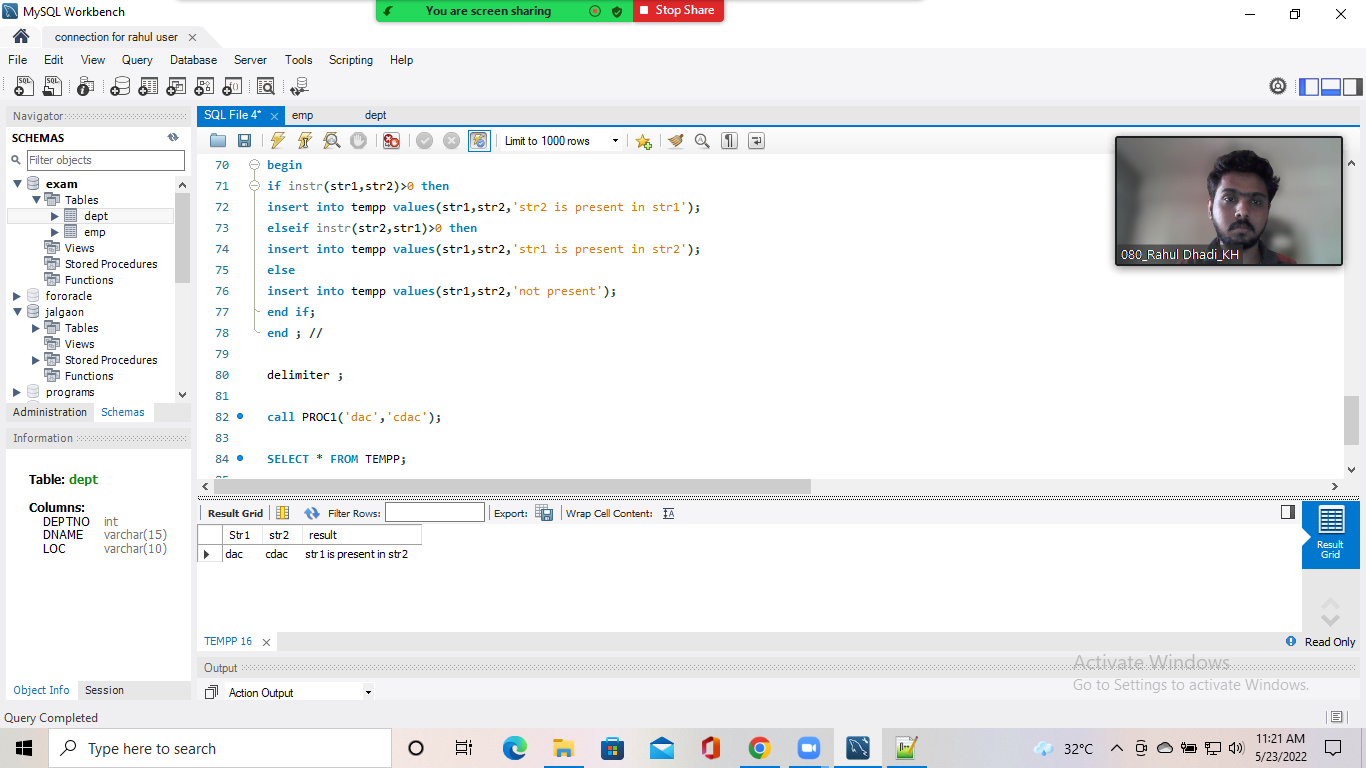 MySQL Workbench
You are screen sharing
Stop Share
connection for rahul user
File Edit View Query Database Server Tools Scripting Help
Navigator
SCHEMAS
Filter objects
exam
Tables
dept
emp
Views
Stored Procedures
Functions
fororacle
jalgaon
Tables
Views
Stored Procedures
Functions
programs
Administration Schemas
Information
Table: dept
Columns:
DEPTNO int
DNAME varchar(15)
LOC varchar(10)
Object Info Session
SQL File 4* emp dept
Limit to 1000 rows
70 begin
71 if instr(str1,str2)>0 then
72 insert into tempp values(str1,str2,'str2 is present in str1');
73 elseif instr(str2,str1)>0 then
74 insert into tempp values(str1,str2,'str1 is present in str2');
75 else
76 insert into tempp values(str1,str2,'not present');
77 end if;
78 end ; //
79
80 delimiter ;
81
82 call PROC1('dac','cdac');
83
84 SELECT * FROM TEMPP;
080_Rahul Dhadi_KH
Result Grid Filter Rows: Export: Wrap Cell Content:
Str1 str2 result
dac cdac str1 is present in str2
Result
Grid
TEMPP 16
Read Only
Output
Action Output
Activate Windows
Go to Settings to activate Windows.
Query Completed
Type here to search
32°C
11:21 AM
5/23/2022